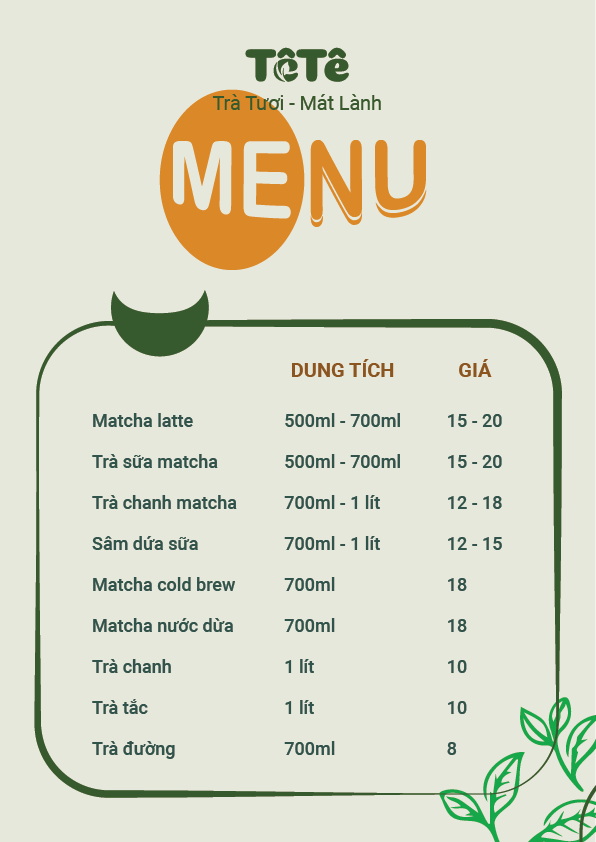 TêTê
Trà Tươi - Mát Lành
MENU
DUNG TÍCH GIÁ
Matcha latte 500ml - 700ml 15 - 20
Trà sữa matcha 500ml - 700ml 15 - 20
Trà chanh matcha 700ml - 1 lít 12 - 18
Sâm dứa sữa 700ml - 1 lít 12 - 15
Matcha cold brew 700ml 18
Matcha nước dừa 700ml 18
Trà chanh 1 lít 10
Trà tắc 1 lít 10
Trà đường 700ml 8